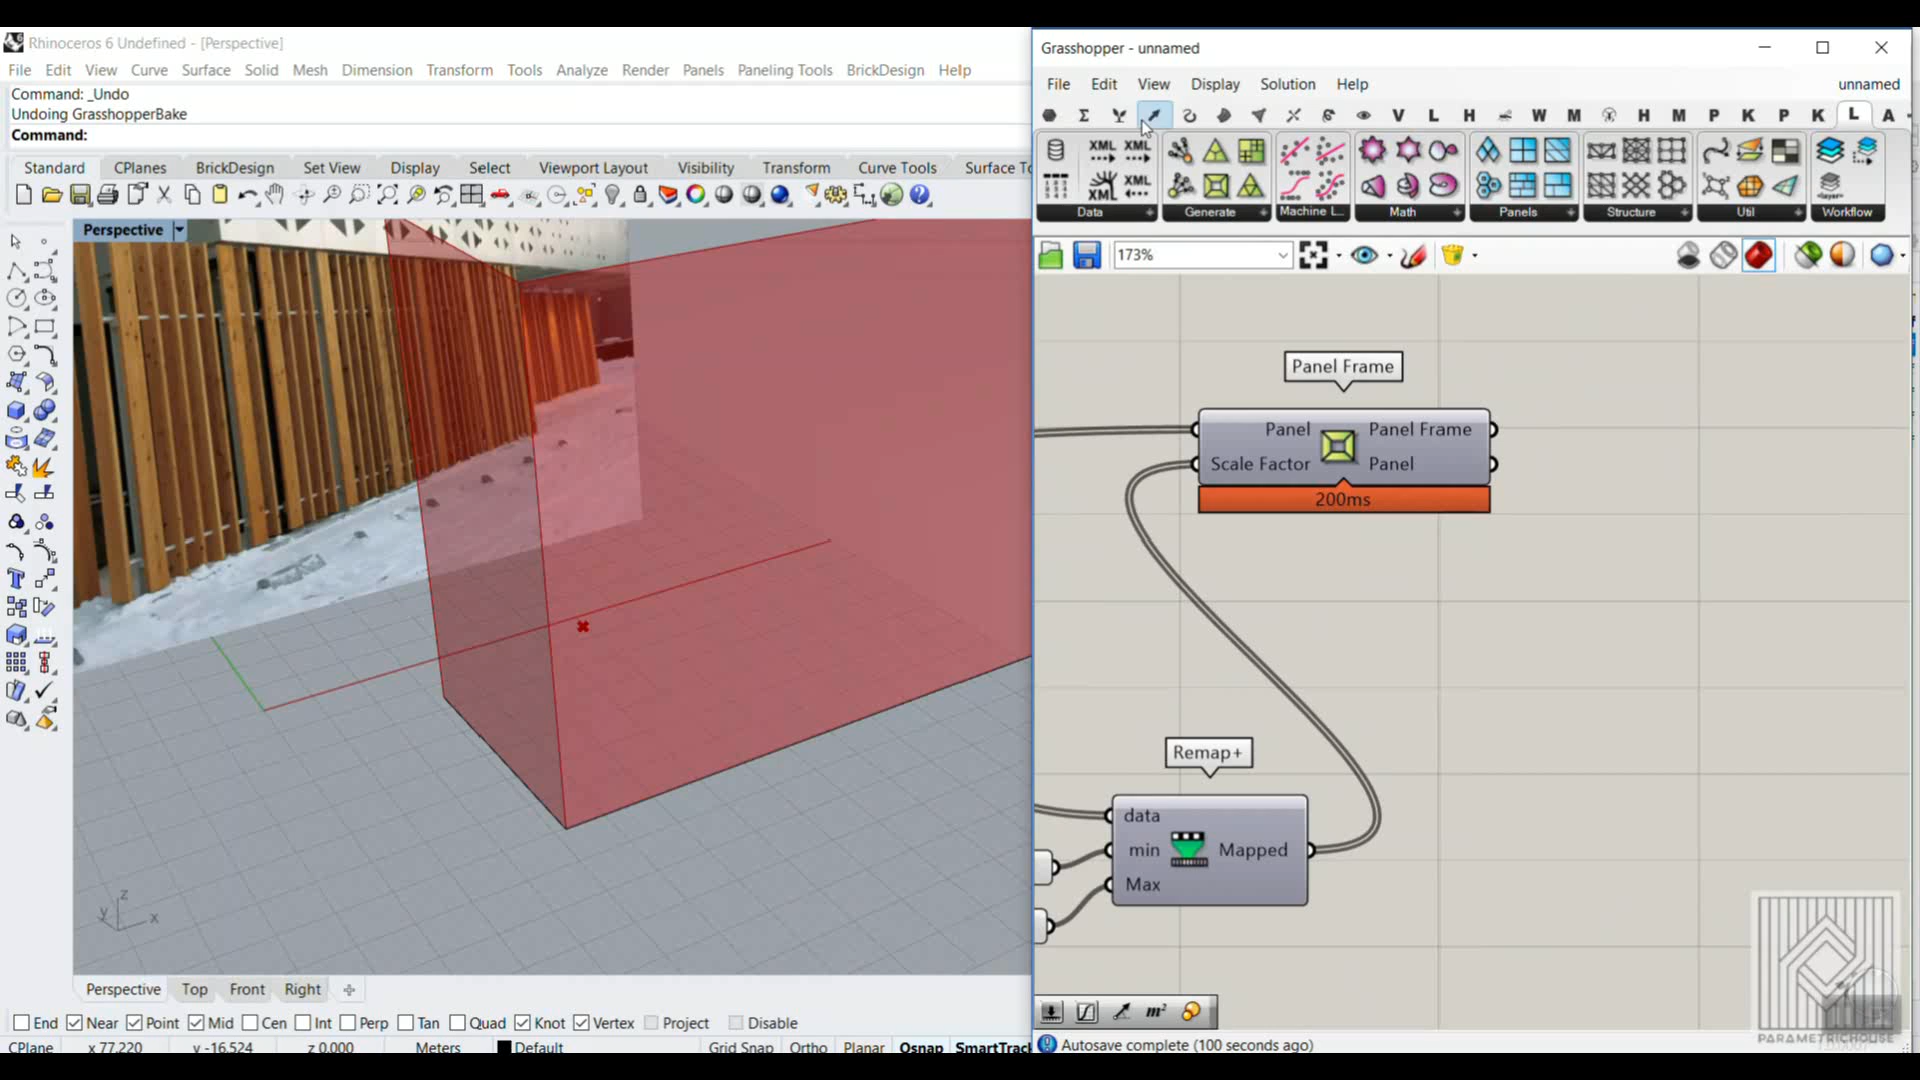 Rhinoceros 6 Undefined - [Perspective]
File Edit View Curve Surface Solid Mesh Dimension Transform Tools Analyze Render Panels Paneling Tools BrickDesign Help
Command: _Undo
Undoing GrasshopperBake
Command:
Standard CPlanes BrickDesign Set View Display Select Viewport Layout Visibility Transform Curve Tools Surface To
Perspective
z
y x
Perspective Top Front Right
End Near Point Mid Cen Int Perp Tan Quad Knot Vertex Project Disable
CPlane x 77.220 y -16.524 z 0.000 Meters Default Grid Snap Ortho Planar Osnap SmartTrack
Grasshopper - unnamed
File Edit View Display Solution Help unnamed
V L H W M H M P K P K L A
XML XML
XML
Data Generate Machine L... Math Panels Structure Util Workflow
173%
Panel Frame
Panel Panel Frame
Scale Factor Panel
200ms
Remap+
data
min Mapped
Max
m²
PARAMETRICHOUSE
Autosave complete (100 seconds ago)